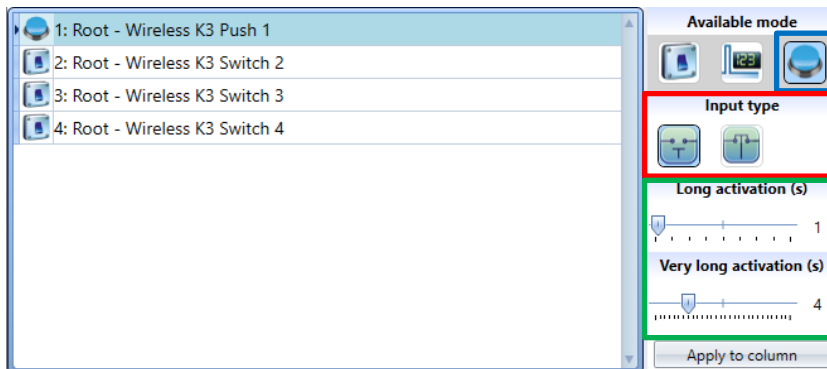 1: Root - Wireless K3 Push 1
2: Root - Wireless K3 Switch 2
3: Root - Wireless K3 Switch 3
4: Root - Wireless K3 Switch 4
Available mode
123
Input type
Long activation (s)
1
Very long activation (s)
4
Apply to column